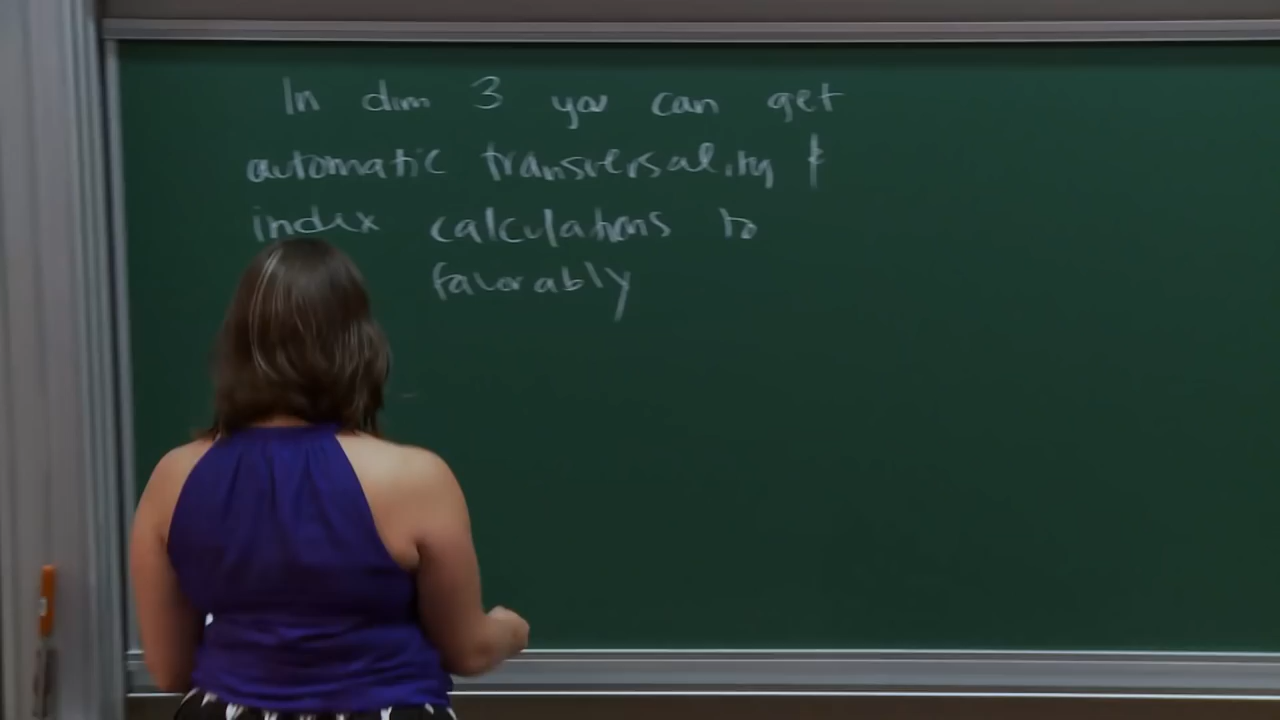 In dim 3 you can get
automatic transversality &
index calculations to
favorably